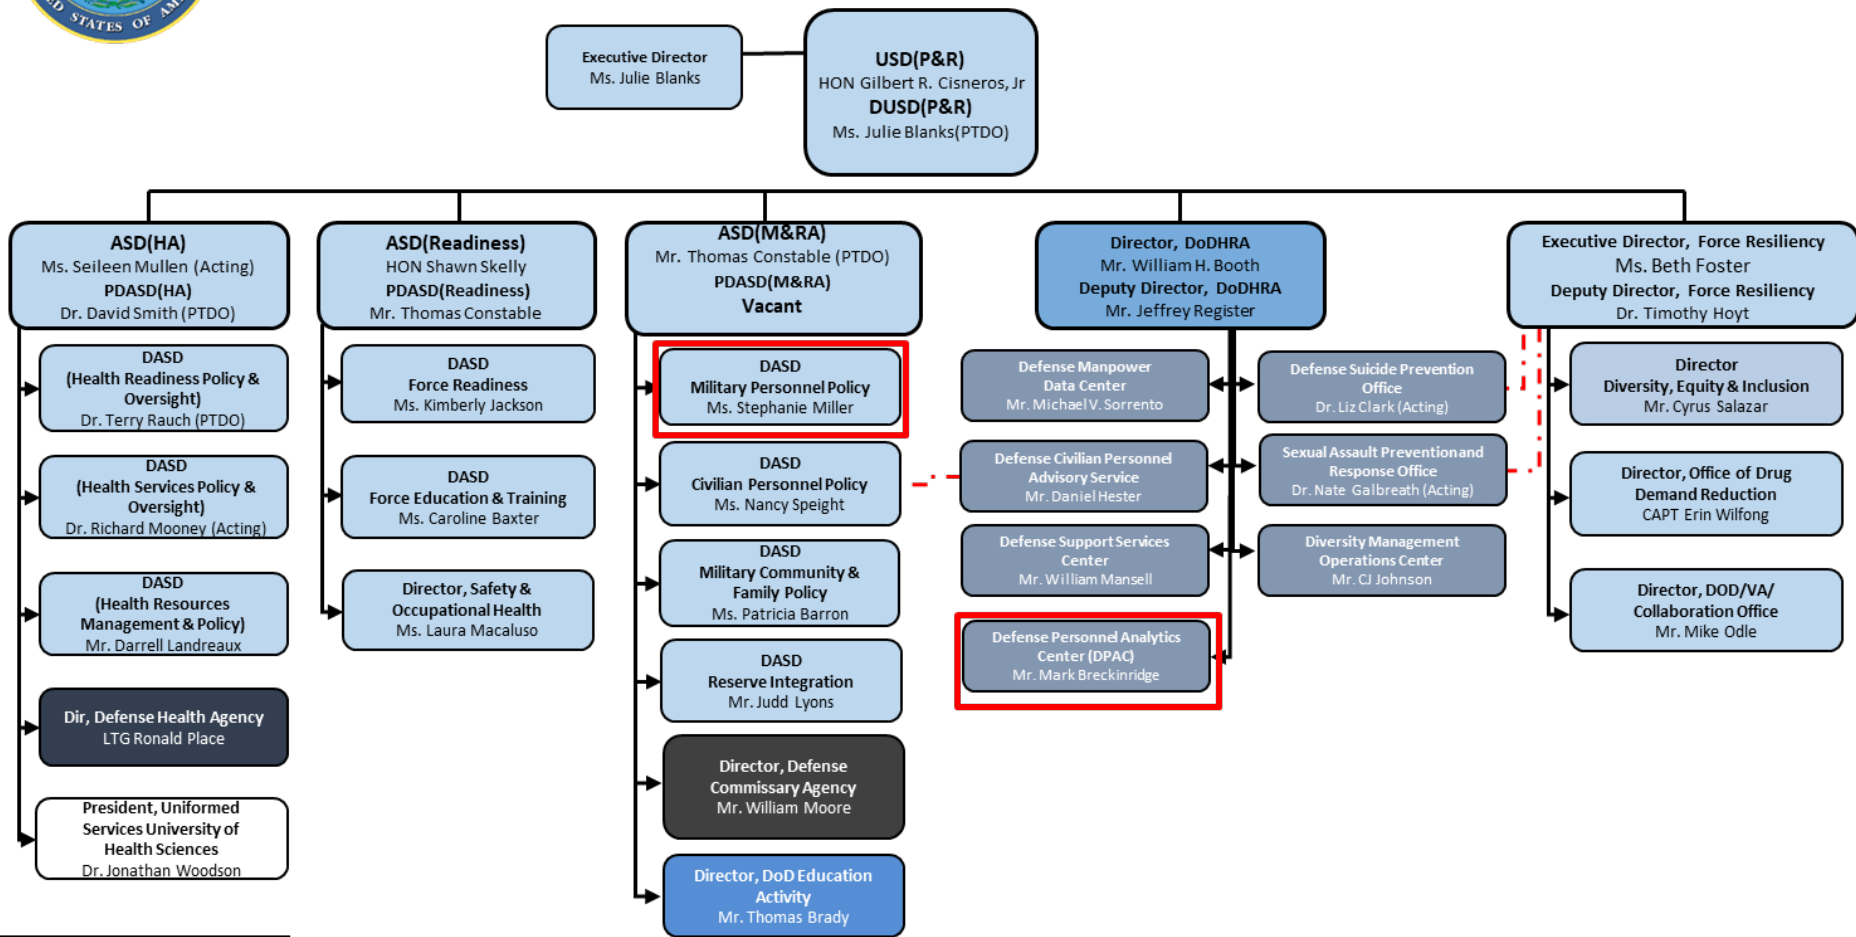 UNITED STATES OF AME
Executive Director
Ms. Julie Blanks
USD(P&R)
HON Gilbert R. Cisneros, Jr
DUSD(P&R)
Ms. Julie Blanks(PTDO)
ASD(HA)
Ms. Seileen Mullen (Acting)
PDASD(HA)
Dr. David Smith (PTDO)
DASD
(Health Readiness Policy &
Oversight)
Dr. Terry Rauch (PTDO)
DASD
(Health Services Policy &
Oversight)
Dr. Richard Mooney (Acting)
DASD
(Health Resources
Management & Policy)
Mr. Darrell Landreaux
Dir, Defense Health Agency
LTG Ronald Place
President, Uniformed
Services University of
Health Sciences
Dr. Jonathan Woodson
ASD(Readiness)
HON Shawn Skelly
PDASD(Readiness)
Mr. Thomas Constable
DASD
Force Readiness
Ms. Kimberly Jackson
DASD
Force Education & Training
Ms. Caroline Baxter
Director, Safety &
Occupational Health
Ms. Laura Macaluso
ASD(M&RA)
Mr. Thomas Constable (PTDO)
PDASD(M&RA)
Vacant
DASD
Military Personnel Policy
Ms. Stephanie Miller
DASD
Civilian Personnel Policy
Ms. Nancy Speight
DASD
Military Community &
Family Policy
Ms. Patricia Barron
DASD
Reserve Integration
Mr. Judd Lyons
Director, Defense
Commissary Agency
Mr. William Moore
Director, DoD Education
Activity
Mr. Thomas Brady
Director, DoDHRA
Mr. William H. Booth
Deputy Director, DoDHRA
Mr. Jeffrey Register
Defense Manpower
Data Center
Mr. Michael V. Sorrento
Defense Civilian Personnel
Advisory Service
Mr. Daniel Hester
Defense Support Services
Center
Mr. William Mansell
Defense Personnel Analytics
Center (DPAC)
Mr. Mark Breckinridge
Defense Suicide Prevention
Office
Dr. Liz Clark (Acting)
Sexual Assault Prevention and
Response Office
Dr. Nate Galbreath (Acting)
Diversity Management
Operations Center
Mr. CJ Johnson
Executive Director, Force Resiliency
Ms. Beth Foster
Deputy Director, Force Resiliency
Dr. Timothy Hoyt
Director
Diversity, Equity & Inclusion
Mr. Cyrus Salazar
Director, Office of Drug
Demand Reduction
CAPT Erin Wilfong
Director, DOD/VA/
Collaboration Office
Mr. Mike Odle